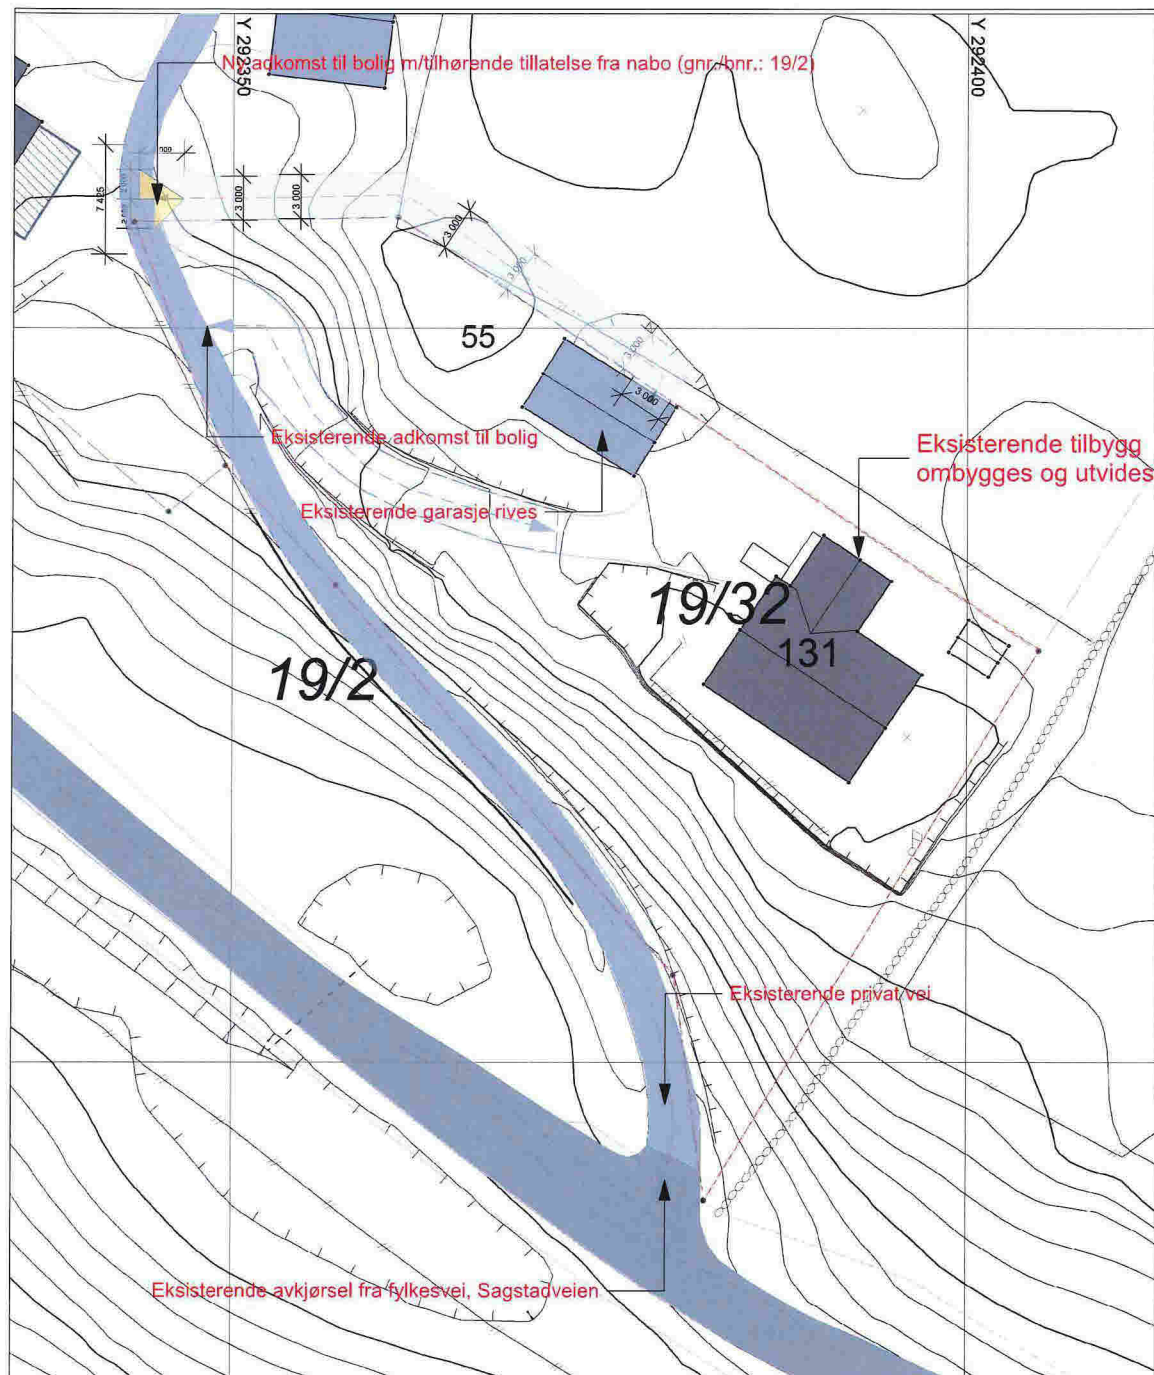 Y 292350
Y 292400
Ny adkomst til bolig m/tilhørende tillatelse fra nabo (gnr./bnr.: 19/2)
7 425
3 000
3 000
3 000
3 000
55
3 000
3 000
Eksisterende adkomst til bolig
Eksisterende tilbygg
ombygges og utvides
Eksisterende garasje rives
19/32
131
19/2
Eksisterende privat vei
Eksisterende avkjørsel fra fylkesvei, Sagstadveien